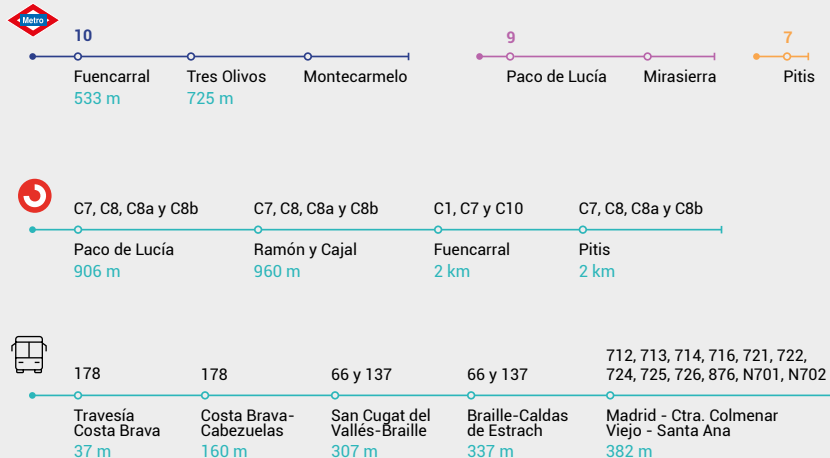 Metro
10
Fuencarral
533 m
Tres Olivos
725 m
Montecarmelo
9
Paco de Lucía
Mirasierra
7
Pitis
C7, C8, C8a y C8b
Paco de Lucía
906 m
C7, C8, C8a y C8b
Ramón y Cajal
960 m
C1, C7 y C10
Fuencarral
2 km
C7, C8, C8a y C8b
Pitis
2 km
178
Travesía
Costa Brava
37 m
178
Costa Brava-
Cabezuelas
160 m
66 y 137
San Cugat del
Vallés-Braille
307 m
66 y 137
Braille-Caldas
de Estrach
337 m
712, 713, 714, 716, 721, 722,
724, 725, 726, 876, N701, N702
Madrid - Ctra. Colmenar
Viejo - Santa Ana
382 m